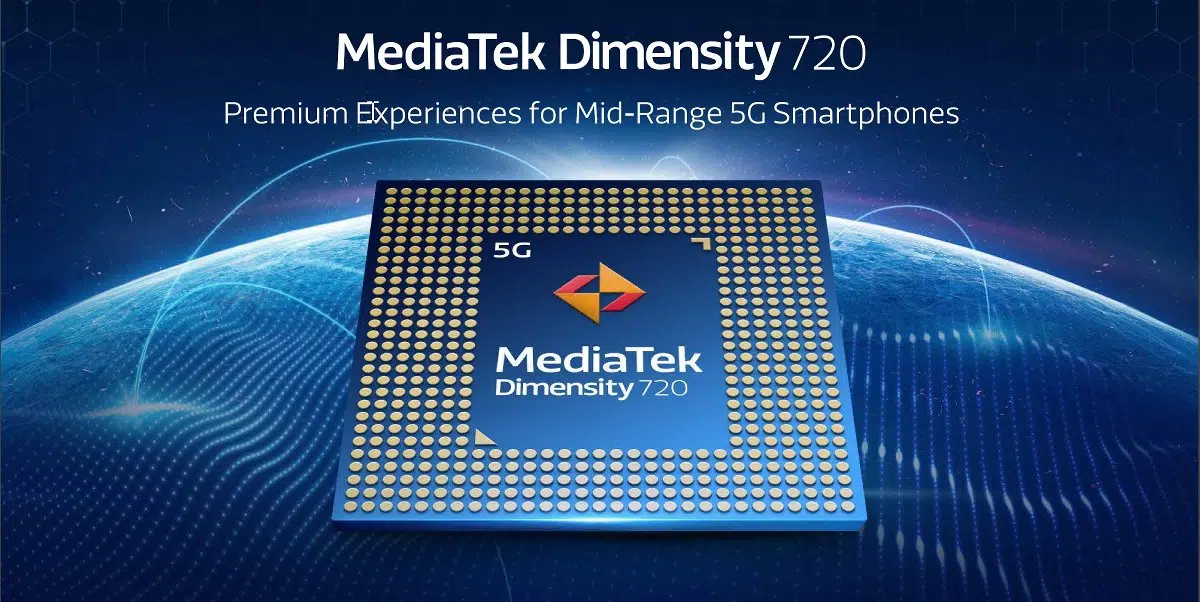 MediaTek Dimensity 720
Premium Experiences for Mid-Range 5G Smartphones
5G
MediaTek
Dimensity 720